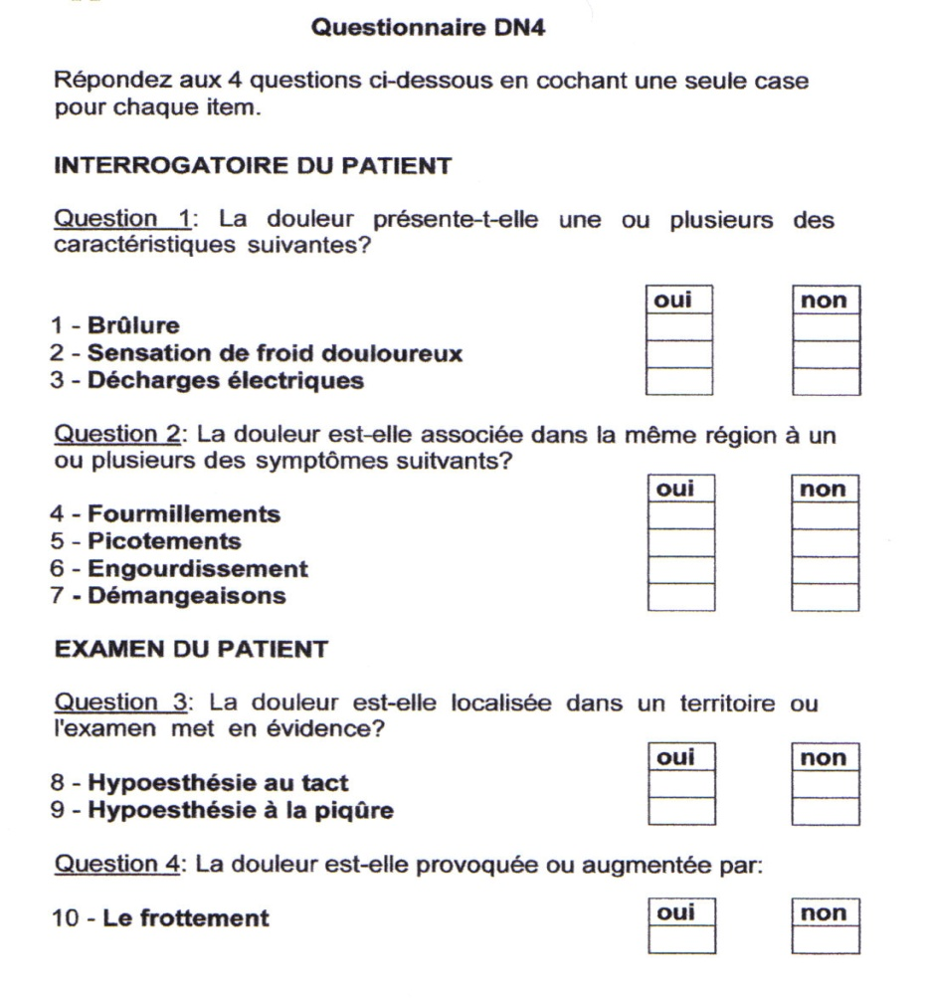 Questionnaire DN4
Répondez aux 4 questions ci-dessous en cochant une seule case
pour chaque item.
INTERROGATOIRE DU PATIENT
Question 1: La douleur présente-t-elle une ou plusieurs des
caractéristiques suivantes?
oui non
1 - Brûlure
2 - Sensation de froid douloureux
3 - Décharges électriques
Question 2: La douleur est-elle associée dans la même région à un
ou plusieurs des symptômes suitvants?
oui non
4 - Fourmillements
5 - Picotements
6 - Engourdissement
7 - Démangeaisons
EXAMEN DU PATIENT
Question 3: La douleur est-elle localisée dans un territoire ou
l'examen met en évidence?
oui non
8 - Hypoesthésie au tact
9 - Hypoesthésie à la piqûre
Question 4: La douleur est-elle provoquée ou augmentée par:
10 - Le frottement oui non